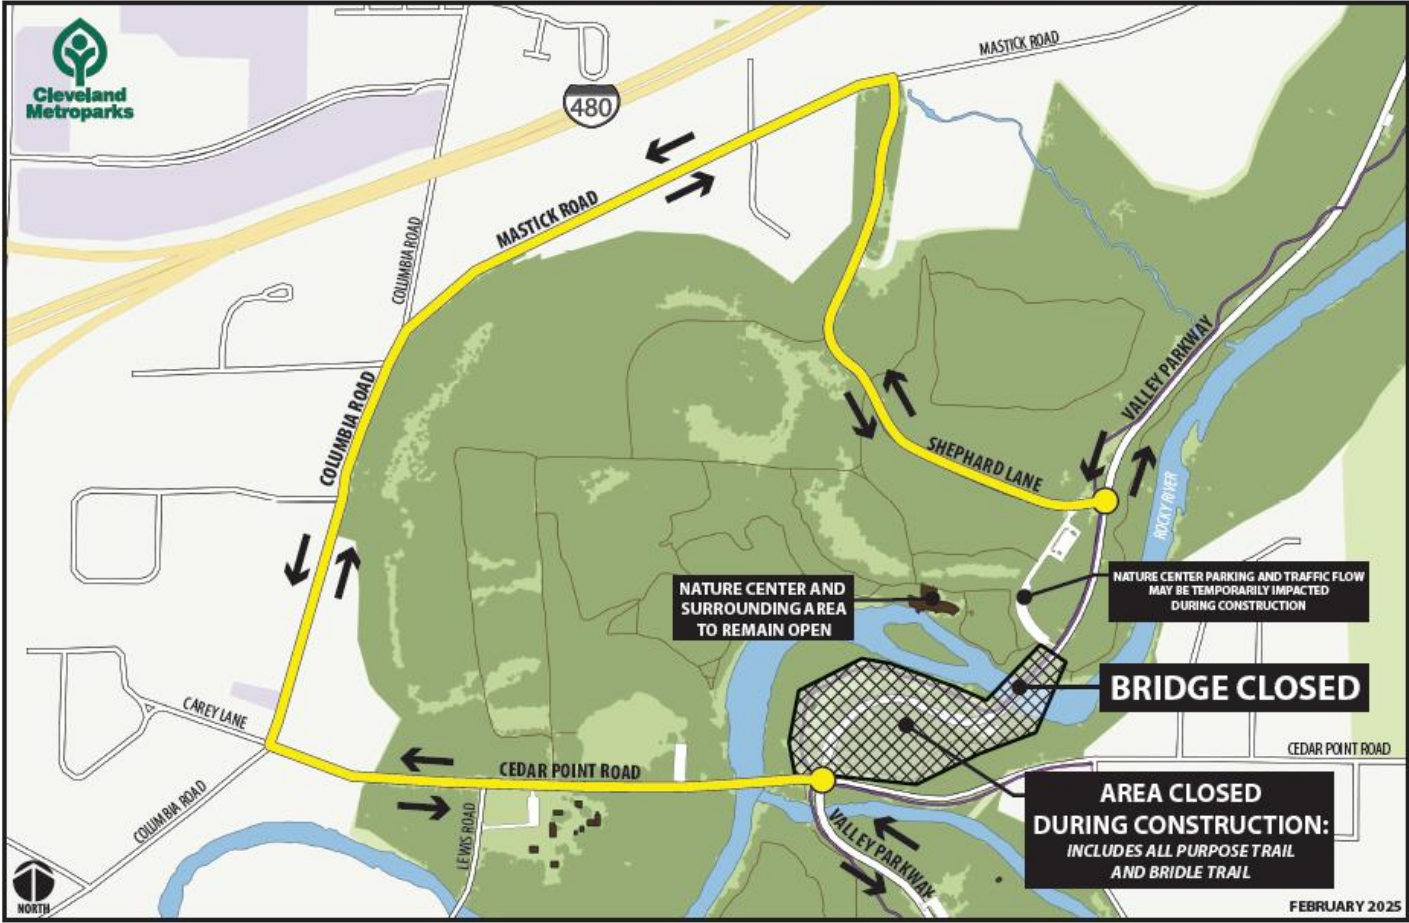 Cleveland
Metroparks
480
MASTICK ROAD
MASTICK ROAD
COLUMBIA ROAD
COLUMBIA ROAD
VALLEY PARKWAY
SHEPHARD LANE
ROCKY RIVER
NATURE CENTER AND
SURROUNDING AREA
TO REMAIN OPEN
NATURE CENTER PARKING AND TRAFFIC FLOW
MAY BE TEMPORARILY IMPACTED
DURING CONSTRUCTION
BRIDGE CLOSED
CAREY LANE
CEDAR POINT ROAD
CEDAR POINT ROAD
COLUMBIA ROAD
LEWIS ROAD
VALLEY PARKWAY
AREA CLOSED
DURING CONSTRUCTION:
INCLUDES ALL PURPOSE TRAIL
AND BRIDLE TRAIL
NORTH
FEBRUARY 2025